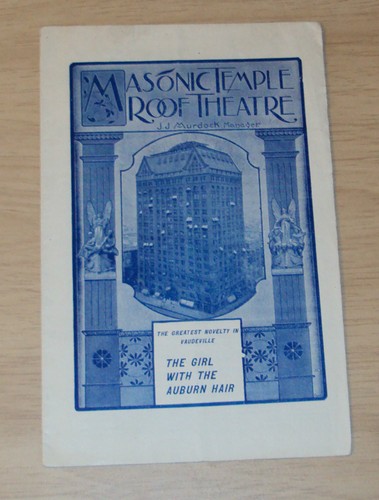 MASONIC TEMPLE
ROOF THEATRE
J.J. Murdock Manager
THE GREATEST NOVELTY IN
VAUDEVILLE
THE GIRL
WITH THE
AUBURN HAIR